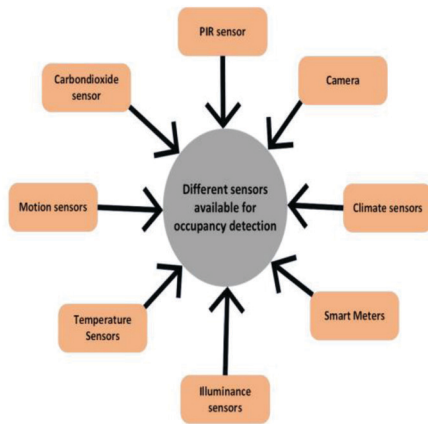 PIR sensor
Carbondioxide
sensor
Camera
Different sensors
available for
occupancy detection
Motion sensors
Climate sensors
Temperature
Sensors
Smart Meters
Illuminance
sensors